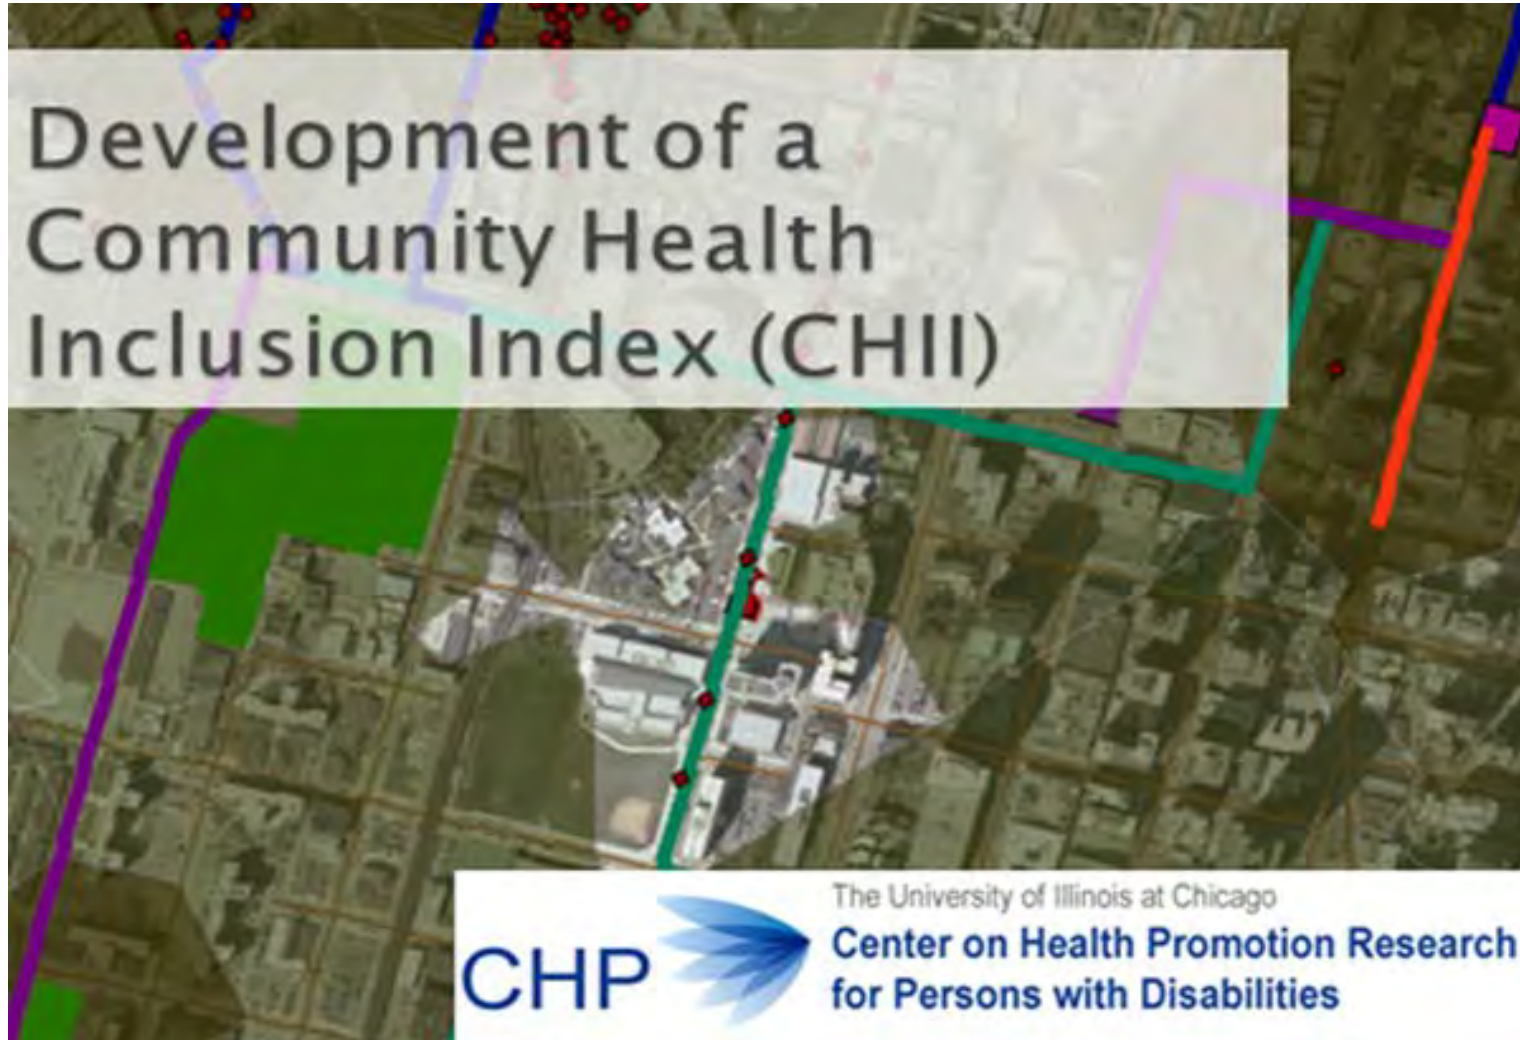 Development of a
Community Health
Inclusion Index (CHII)
CHP
The University of Illinois at Chicago
Center on Health Promotion Research
for Persons with Disabilities